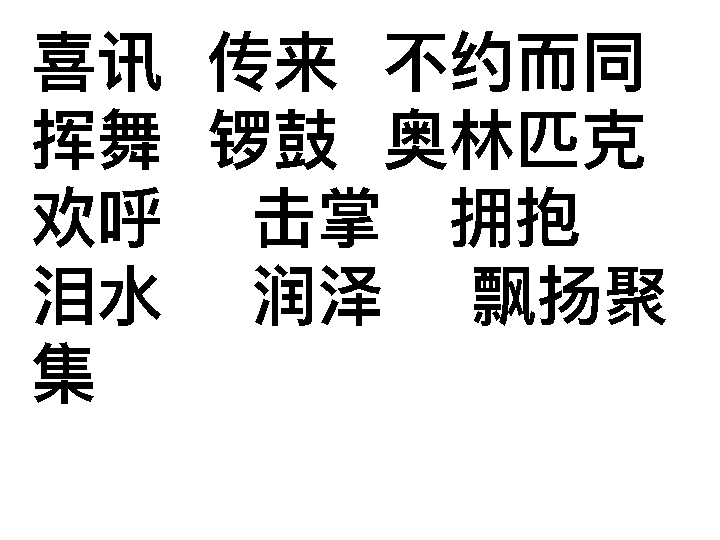 喜讯 传来 不约而同
挥舞 锣鼓 奥林匹克
欢呼 击掌 拥抱
泪水 润泽 飘扬聚
集